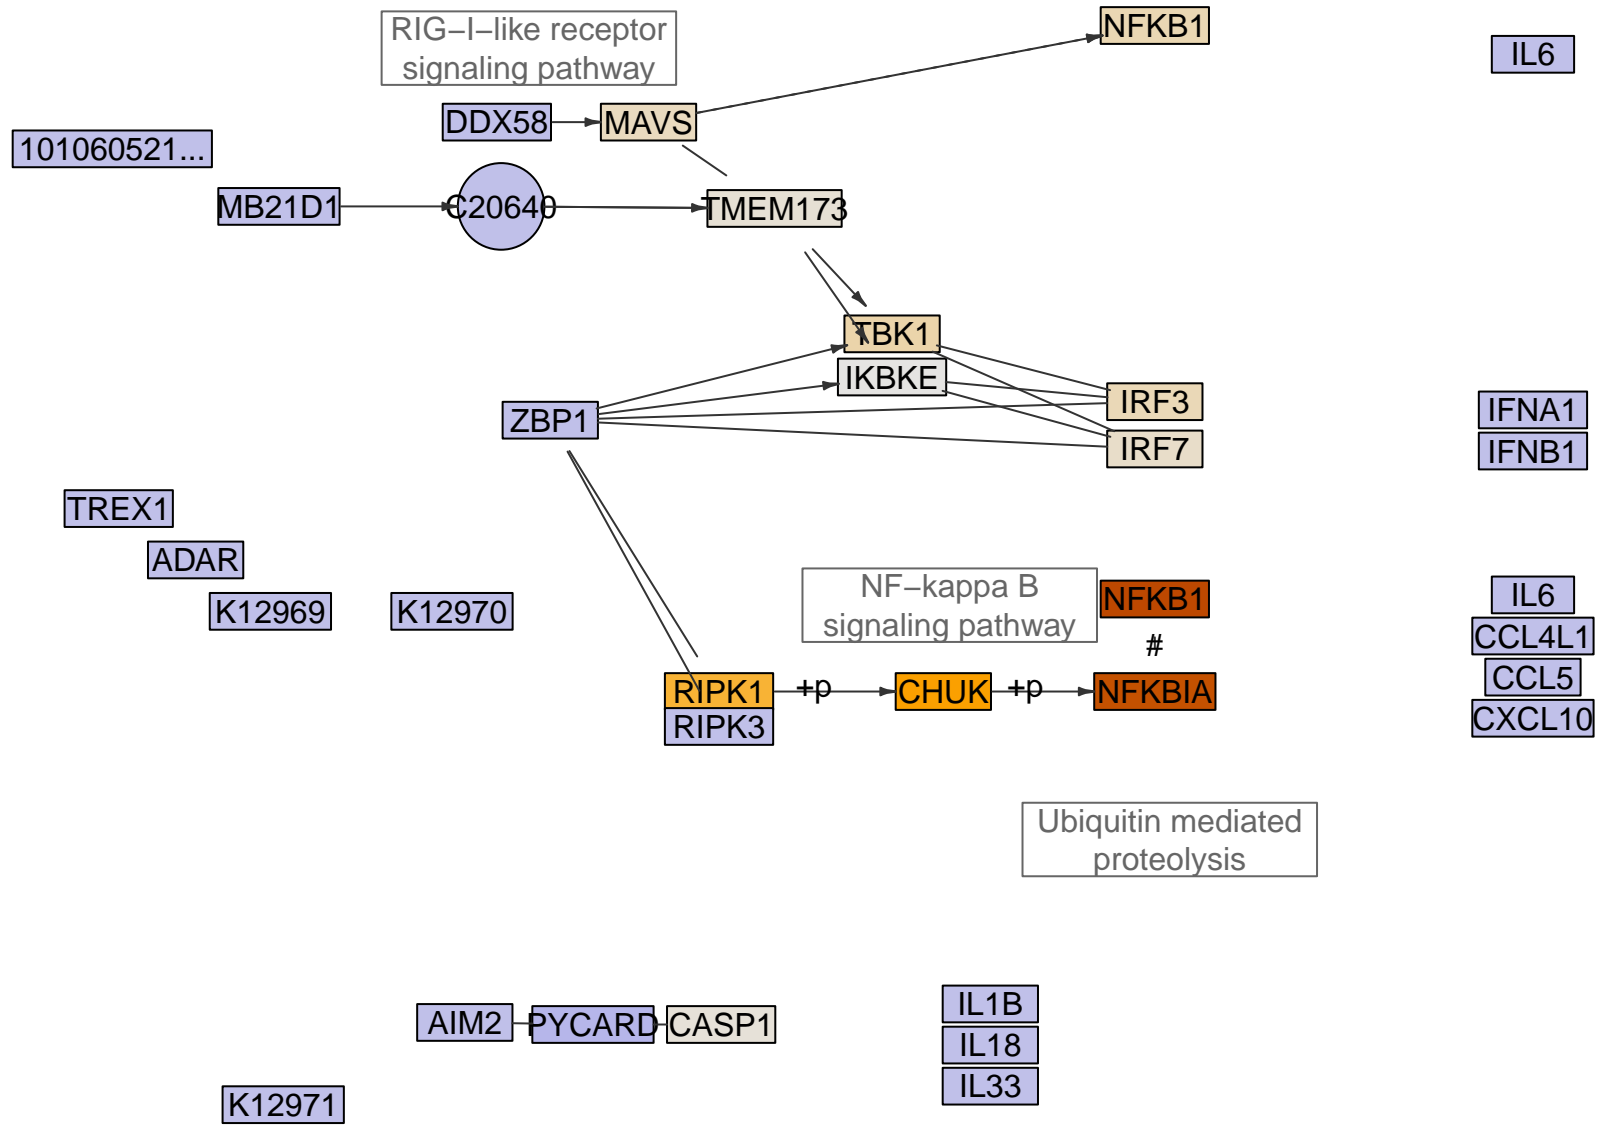 RIG−I−like receptor
signaling pathway
NFKB1
IL6
DDX58
MAVS
101060521...
MB21D1
C20640
TMEM173
TBK1
IKBKE
ZBP1
IRF3
IRF7
IFNA1
IFNB1
TREX1
ADAR
K12969
K12970
NF−kappa B
signaling pathway
NFKB1
#
IL6
CCL4L1
CCL5
CXCL10
RIPK1
+p
CHUK
+p
NFKBIA
RIPK3
Ubiquitin mediated
proteolysis
AIM2
PYCARD
CASP1
IL1B
IL18
IL33
K12971